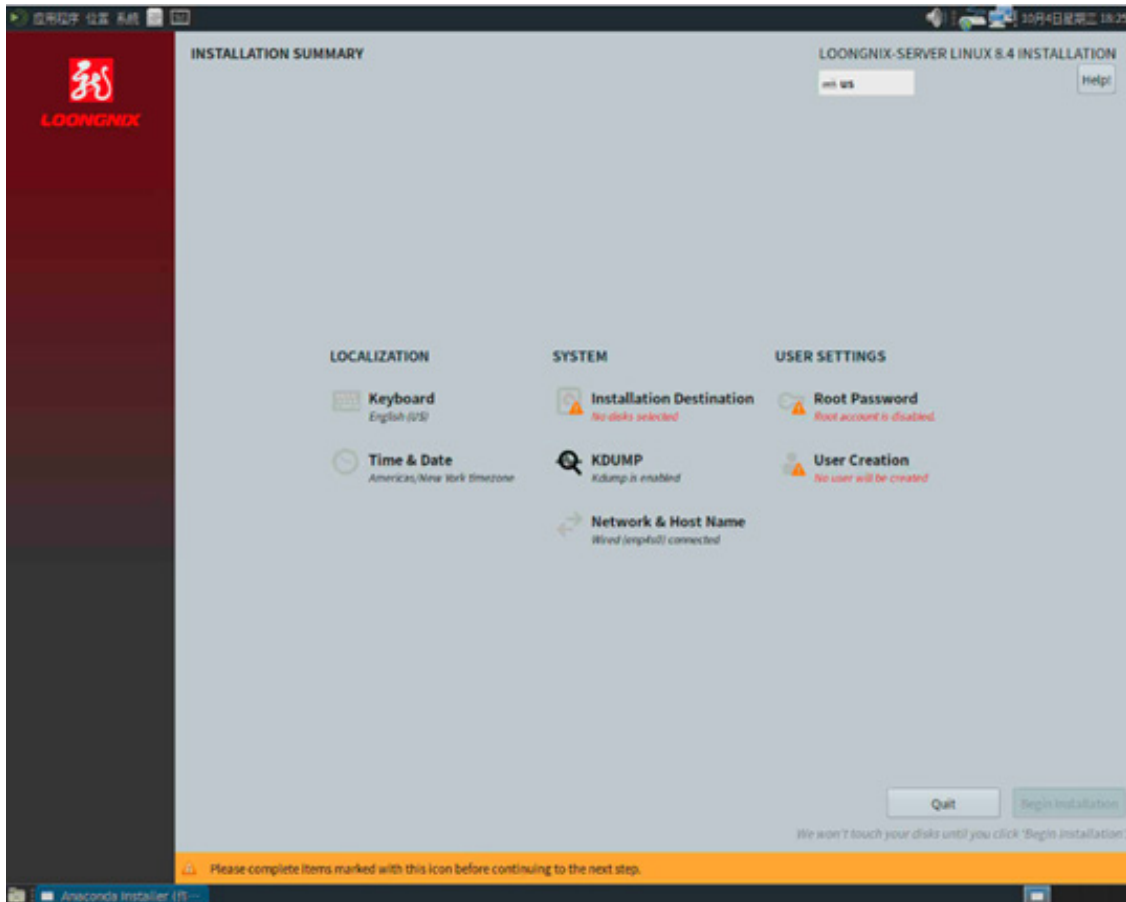 应用程序 位置 系统
10月4日星期二 18:25
INSTALLATION SUMMARY
LOONGNIX-SERVER LINUX 8.4 INSTALLATION
us
Help!
LOONGNIX
LOCALIZATION
SYSTEM
USER SETTINGS
Keyboard
English (US)
Installation Destination
No disks selected
Root Password
Root account is disabled.
Time & Date
Americas/New York timezone
KDUMP
Kdump is enabled
User Creation
No user will be created
Network & Host Name
Wired (enp4s0) connected
Quit
Begin Installation
We won't touch your disks until you click 'Begin Installation'.
Please complete items marked with this icon before continuing to the next step.
Anaconda Installer